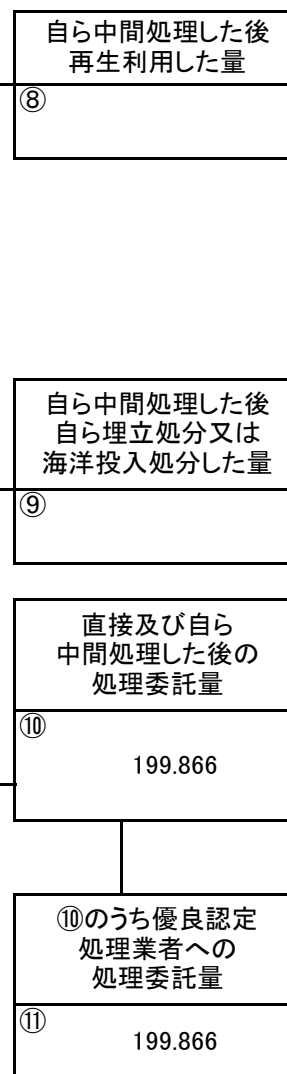 自ら中間処理した後
再生利用した量
⑧
自ら中間処理した後
自ら埋立処分又は
海洋投入処分した量
⑨
直接及び自ら
中間処理した後の
処理委託量
⑩
199.866
⑩のうち優良認定
処理業者への
処理委託量
⑪
199.866